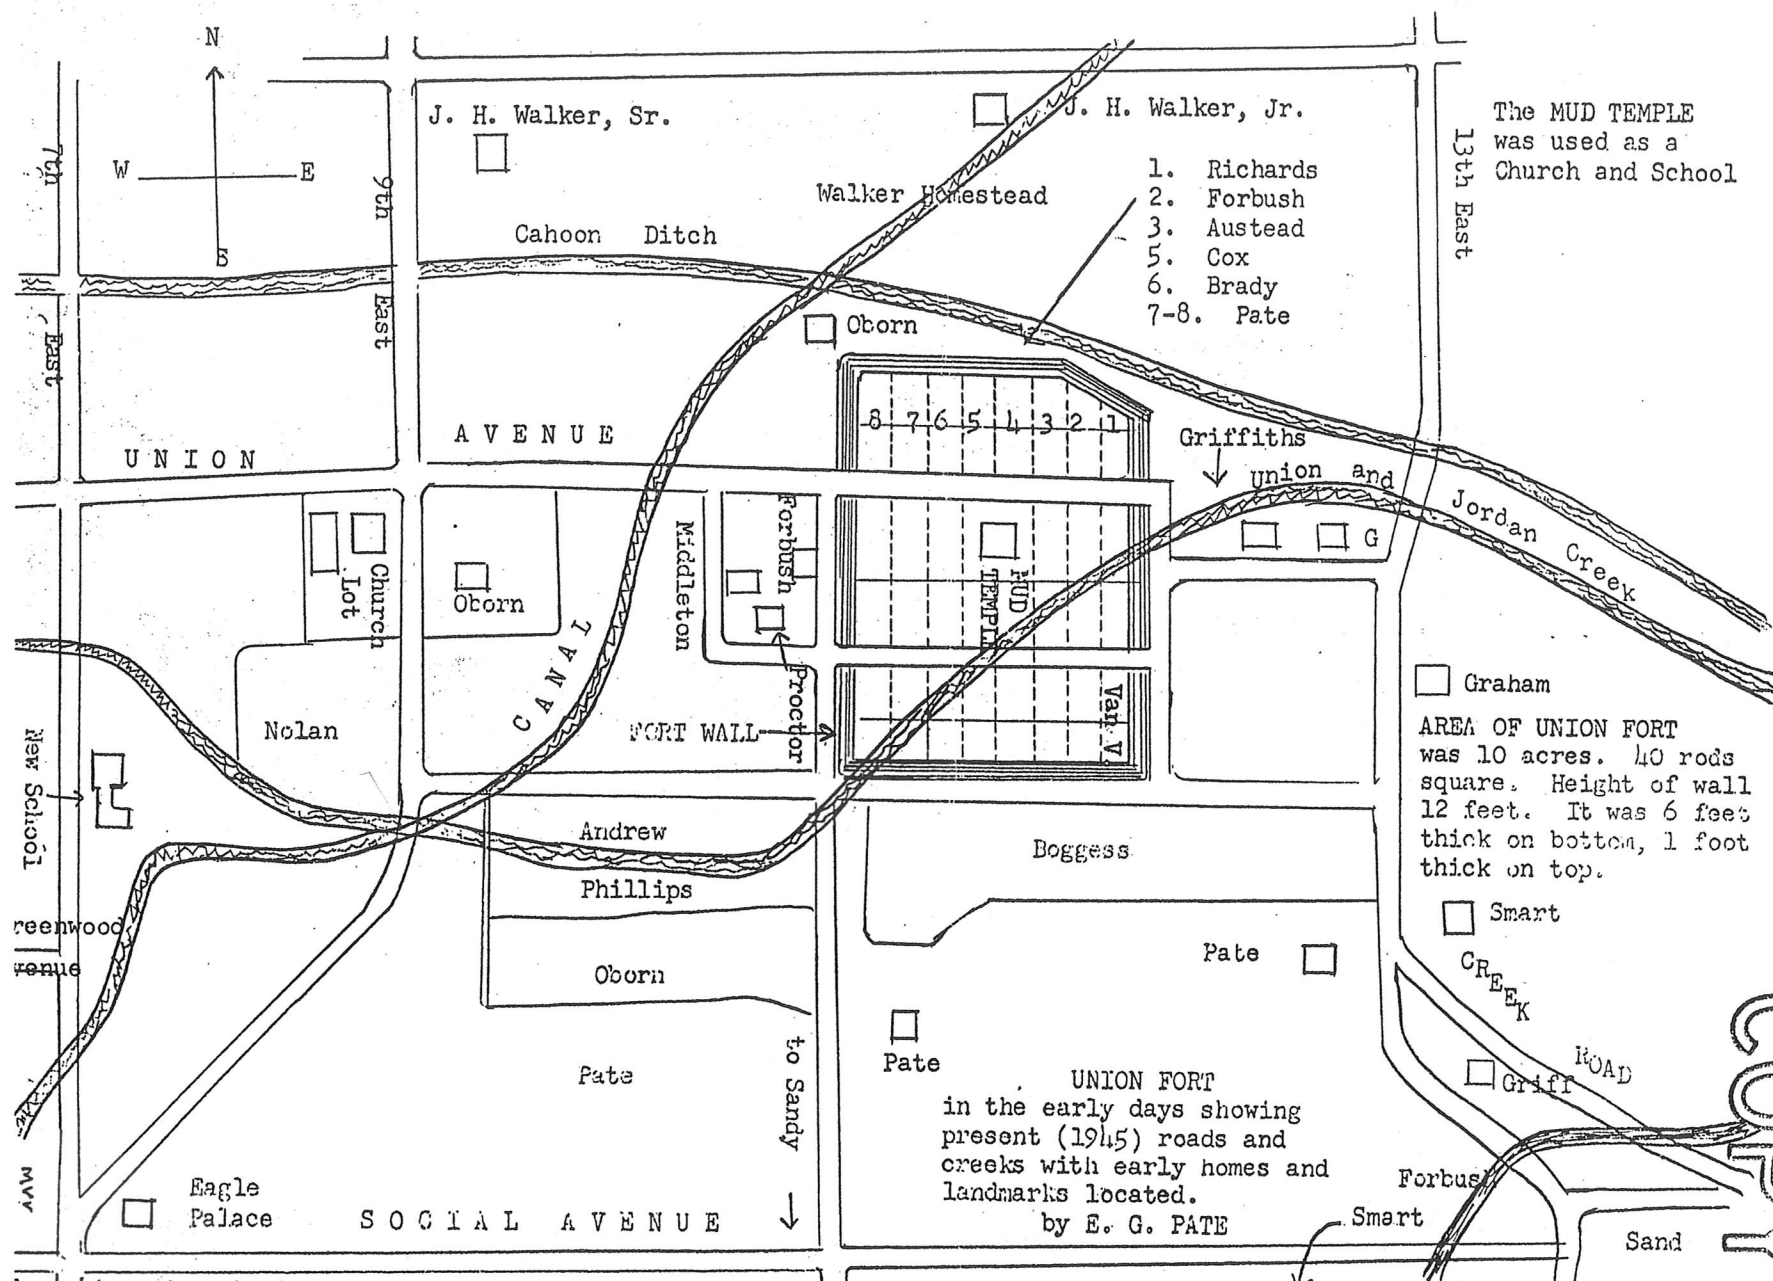 N
W
E
S
7th
East
9th
East
J. H. Walker, Sr.
J. H. Walker, Jr.
Walker Homestead
Cahoon Ditch
1. Richards
2. Forbush
3. Austead
5. Cox
6. Brady
7-8. Pate
13th East
The MUD TEMPLE
was used as a
Church and School
Oborn
UNION AVENUE
8 7 6 5 4 3 2 1
Griffiths
Union and
Jordan Creek
G
Church
Lot
Oborn
CANAL
Middleton
Forbush
Proctor
MUD
TEMPLE
Van V.
Nolan
FORT WALL
New School
Graham
AREA OF UNION FORT
was 10 acres. 40 rods
square. Height of wall
12 feet. It was 6 feet
thick on bottom, 1 foot
thick on top.
Andrew
Phillips
Boggess
Smart
reenwood
venue
Oborn
Pate
CREEK
ROAD
Pate
Pate
to Sandy
Griff
UNION FORT
in the early days showing
present (1945) roads and
creeks with early homes and
landmarks located.
by E. G. PATE
Forbush
Eagle
Palace
SOCIAL AVENUE
Smart
Sand
COPY